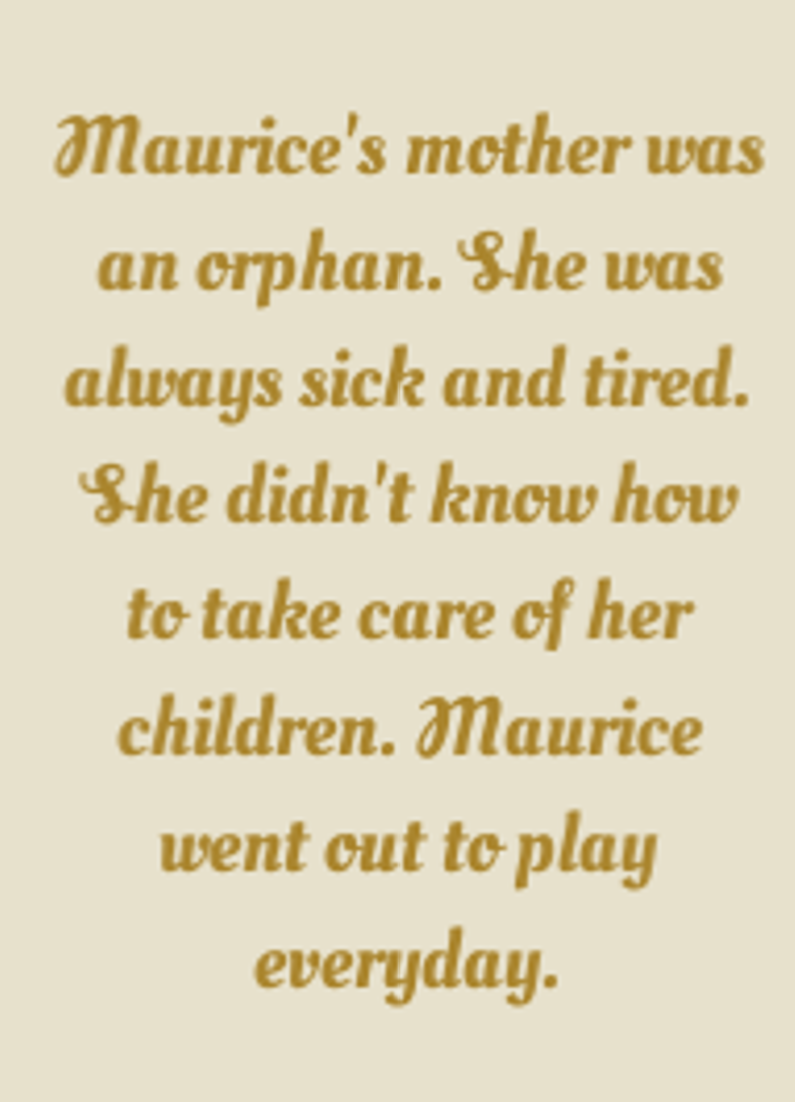 Maurice's mother was
an orphan. She was
always sick and tired.
She didn't know how
to take care of her
children. Maurice
went out to play
everyday.